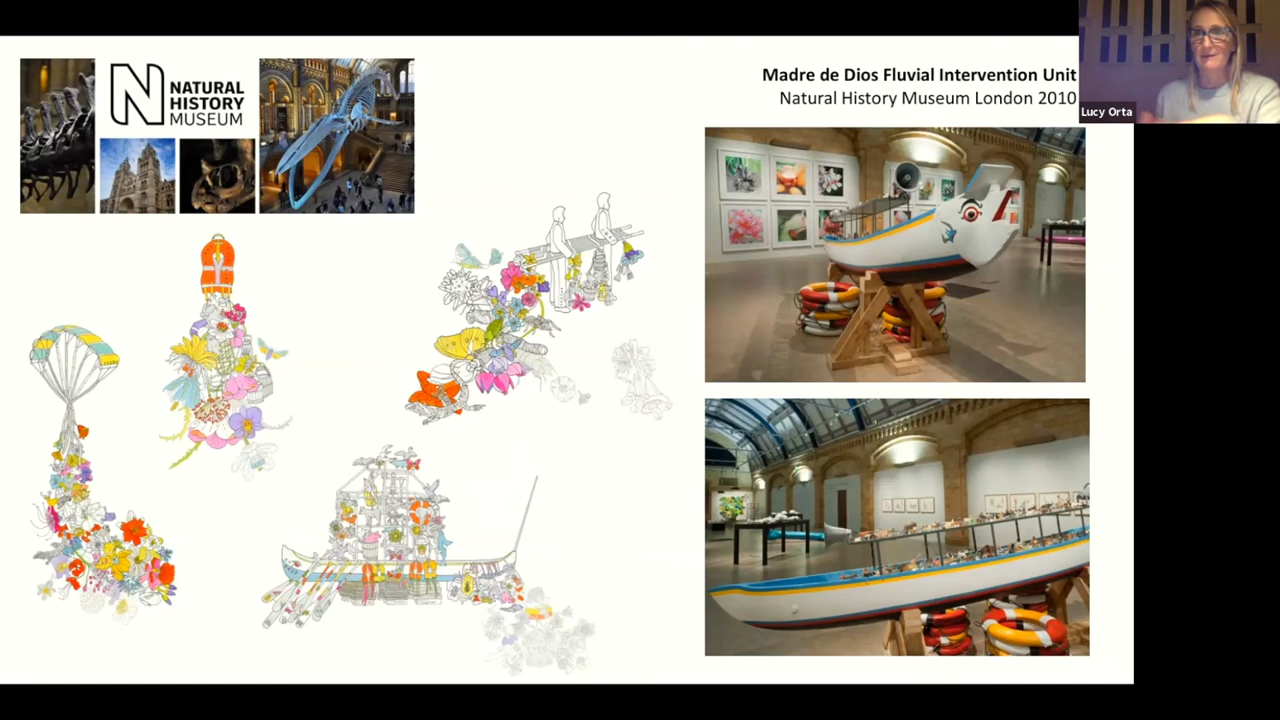 N NATURAL
HISTORY
MUSEUM
Madre de Dios Fluvial Intervention Unit
Natural History Museum London 2010
Lucy Orta